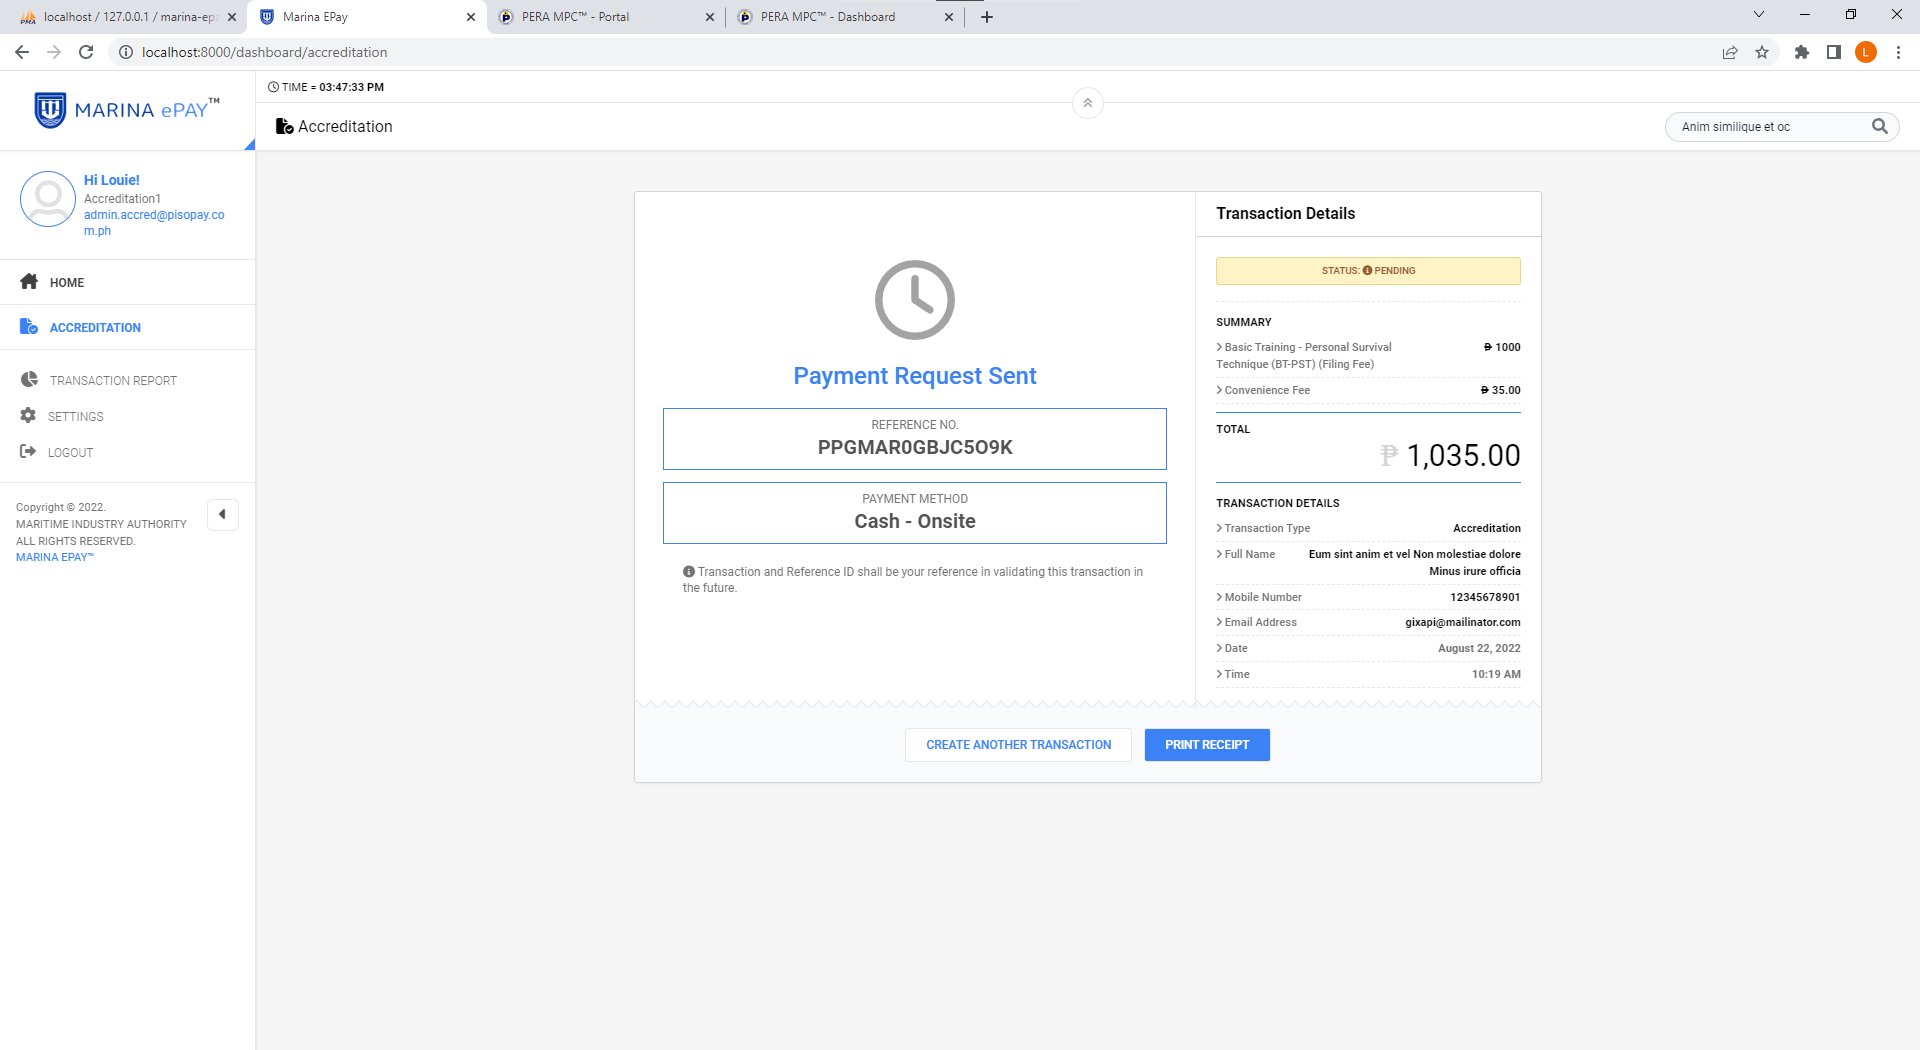 localhost / 127.0.0.1 / marina-epa
Marina EPay
PERA MPC™ - Portal
PERA MPC™ - Dashboard
localhost:8000/dashboard/accreditation
L
MARINA ePAY™
TIME = 03:47:33 PM
Accreditation
Anim similique et oc
Hi Louie!
Accreditation1
admin.accred@pisopay.co
m.ph
HOME
ACCREDITATION
TRANSACTION REPORT
SETTINGS
LOGOUT
Copyright © 2022.
MARITIME INDUSTRY AUTHORITY
ALL RIGHTS RESERVED.
MARINA EPAY™
Payment Request Sent
REFERENCE NO.
PPGMAR0GBJC5O9K
PAYMENT METHOD
Cash - Onsite
Transaction and Reference ID shall be your reference in validating this transaction in
the future.
Transaction Details
STATUS: PENDING
SUMMARY
Basic Training - Personal Survival ₱ 1000
Technique (BT-PST) (Filing Fee)
Convenience Fee ₱ 35.00
TOTAL
₱ 1,035.00
TRANSACTION DETAILS
Transaction Type Accreditation
Full Name Eum sint anim et vel Non molestiae dolore
Minus irure officia
Mobile Number 12345678901
Email Address gixapi@mailinator.com
Date August 22, 2022
Time 10:19 AM
CREATE ANOTHER TRANSACTION
PRINT RECEIPT